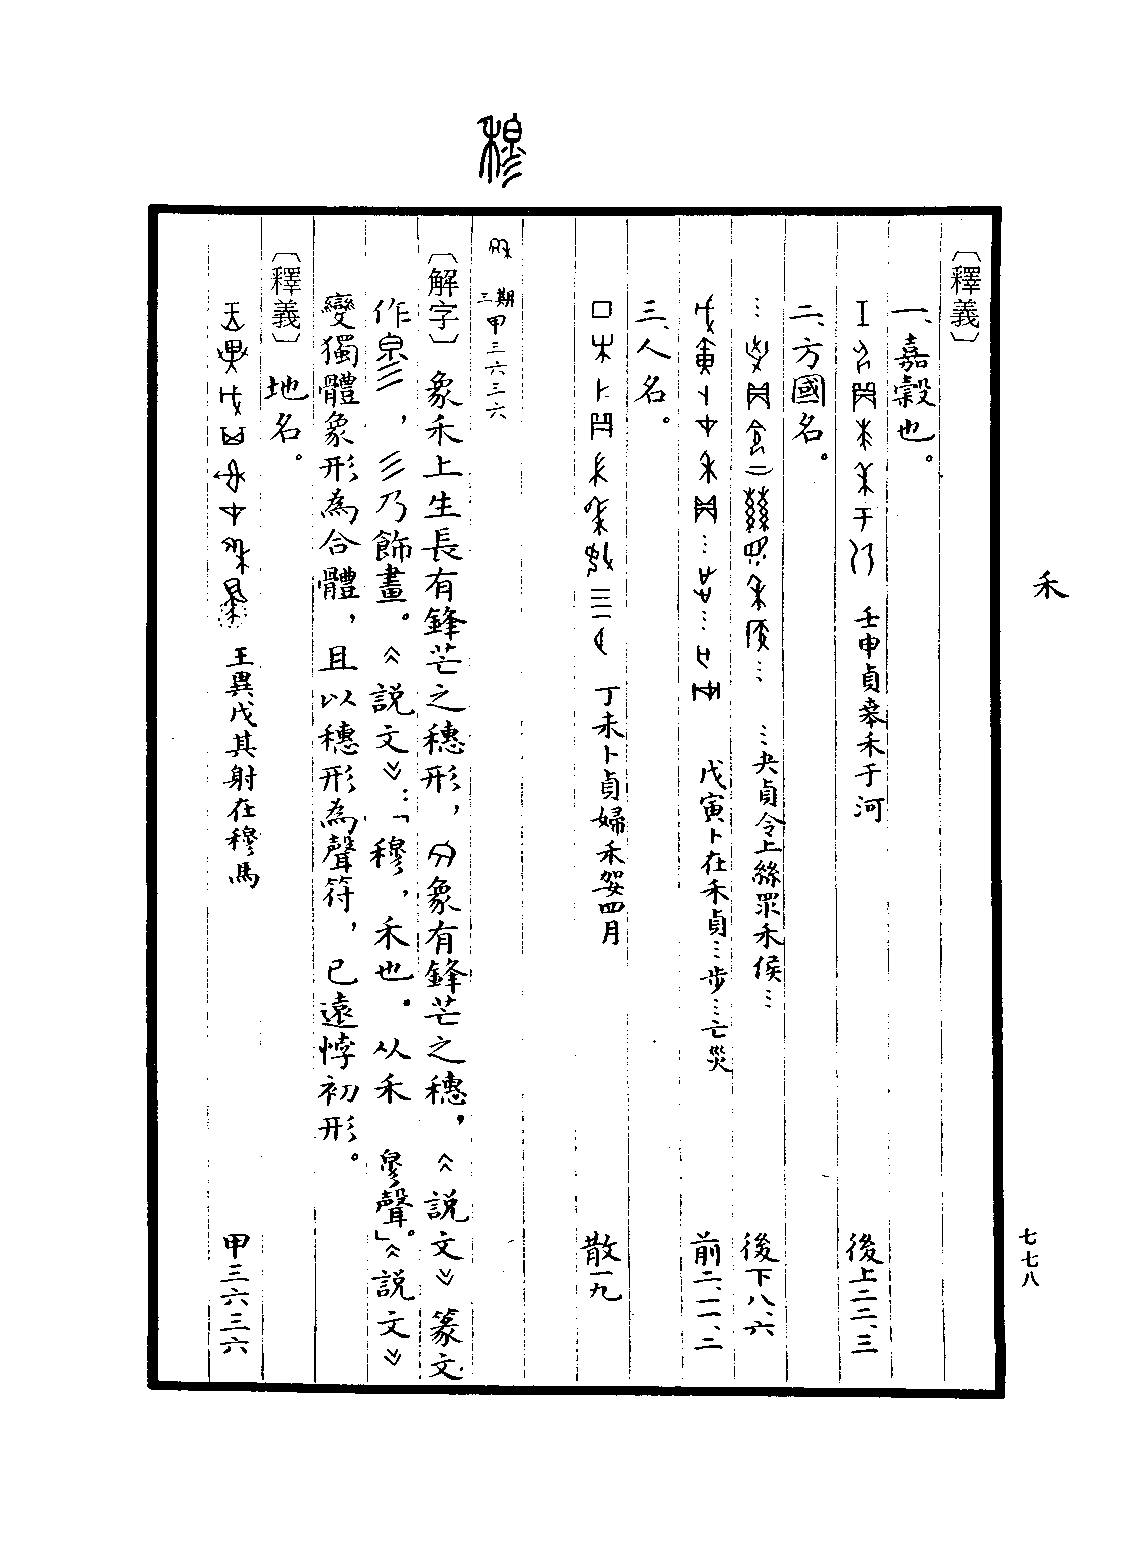 禾
七七八
〔釋義〕
一、嘉穀也。
壬申貞㞢禾于河 後上二二、三
二、方國名。
…夬貞令上絲眾禾侯… 後下八、六
戊寅卜在禾貞…步…亡災 前二、一一、二
三、人名。
丁未卜貞婦禾妿四月 散一九
穆
三期 甲三六三六
〔解字〕象禾上生長有鋒芒之穗形,象有鋒芒之穗,《說文》篆文
作,彡乃飾畫。《說文》:「穆,禾也。从禾㣎聲」。《說文》
變獨體象形為合體,且以穗形為聲符,已遠悖初形。
〔釋義〕地名。
王異戊其射在穆馬 甲三六三六